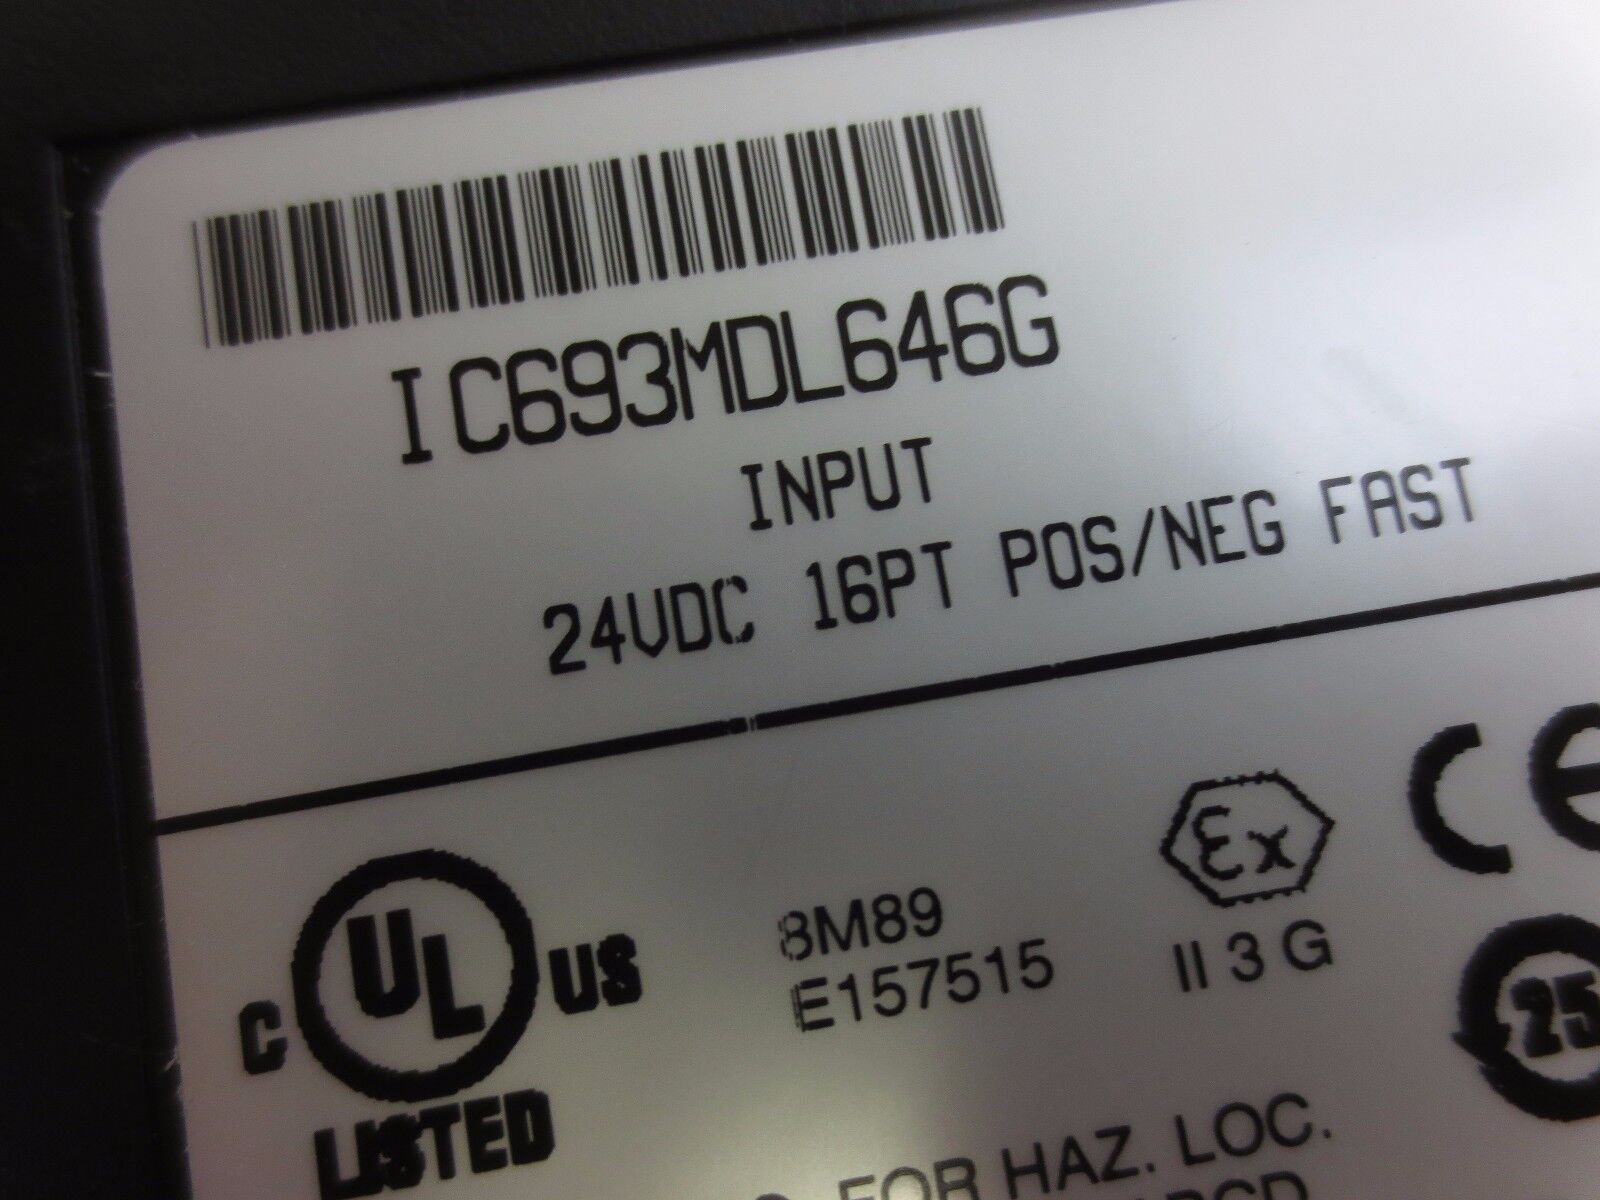 IC693MDL646G
INPUT
24VDC 16PT POS/NEG FAST
C UL US
LISTED
8M89
E157515
Ex
II 3 G
CE
25
FOR HAZ. LOC.